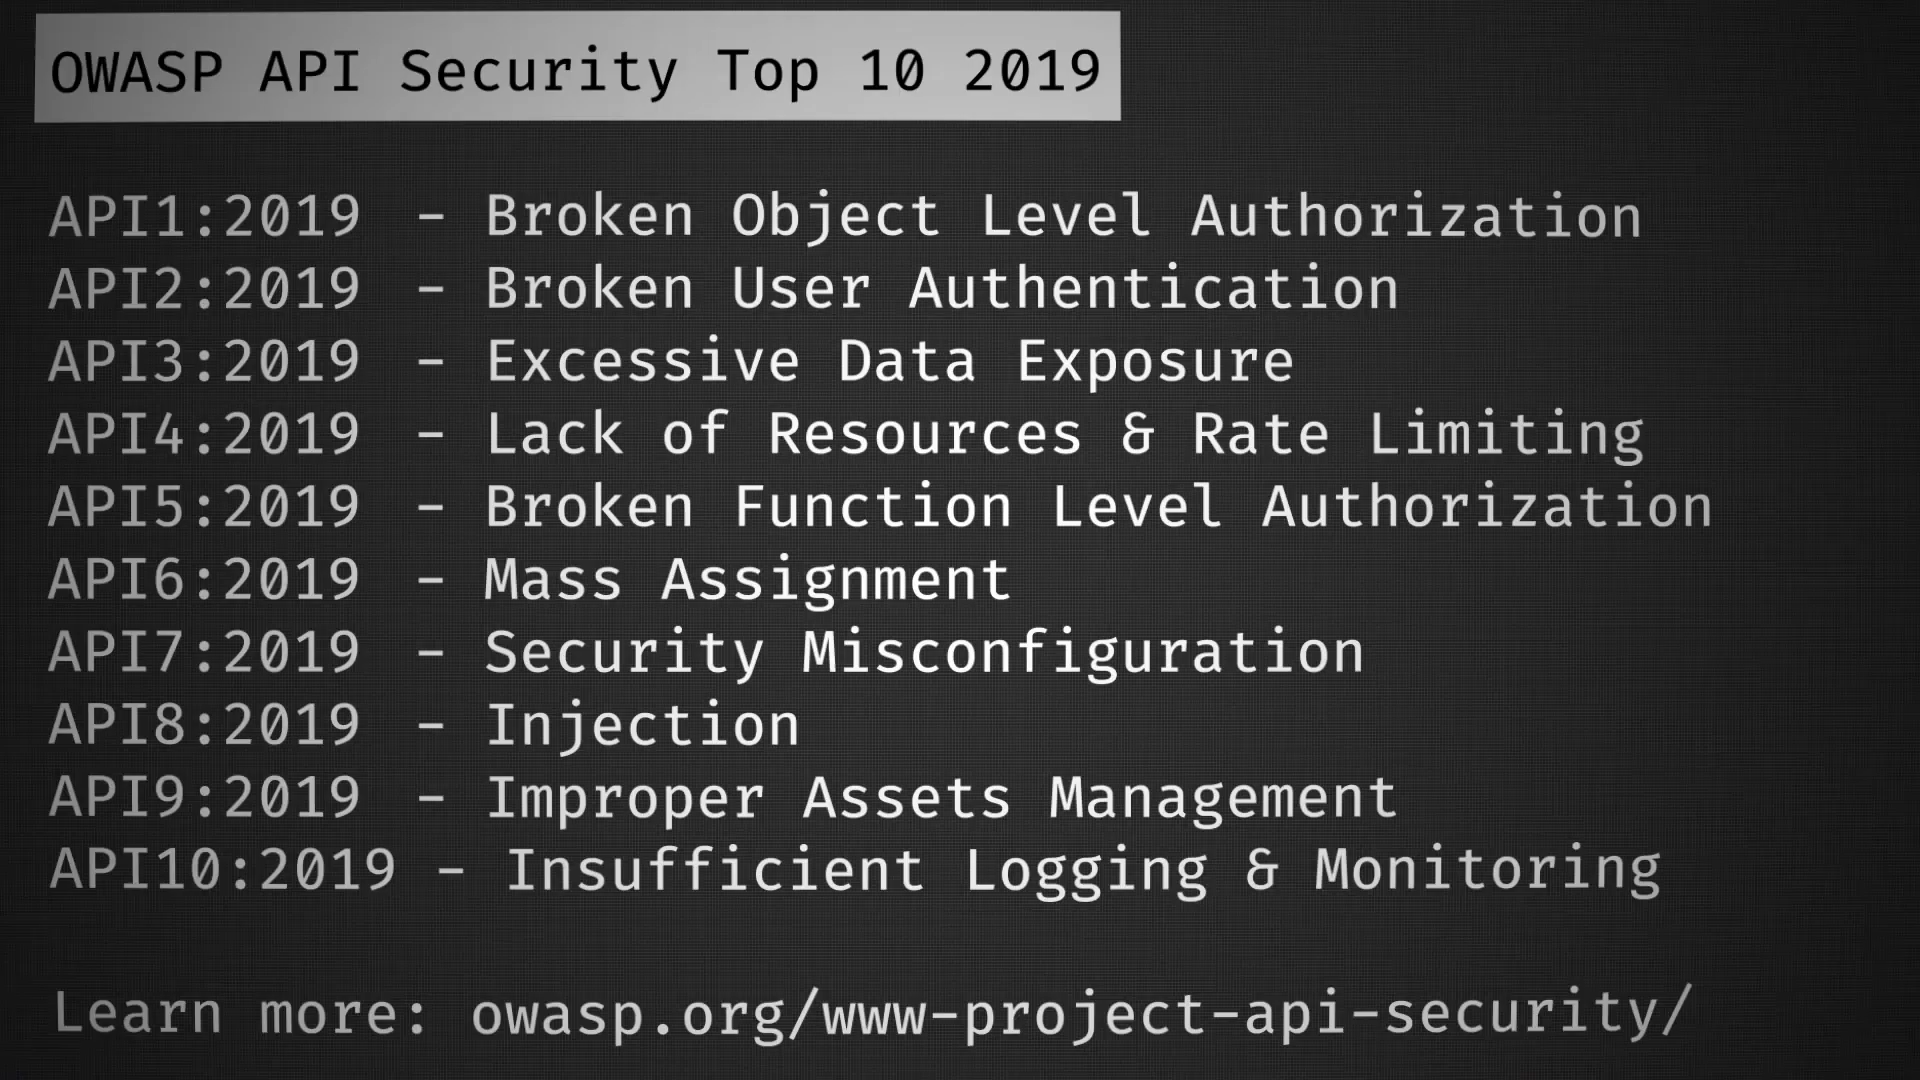 OWASP API Security Top 10 2019
API1:2019 - Broken Object Level Authorization
API2:2019 - Broken User Authentication
API3:2019 - Excessive Data Exposure
API4:2019 - Lack of Resources & Rate Limiting
API5:2019 - Broken Function Level Authorization
API6:2019 - Mass Assignment
API7:2019 - Security Misconfiguration
API8:2019 - Injection
API9:2019 - Improper Assets Management
API10:2019 - Insufficient Logging & Monitoring
Learn more: owasp.org/www-project-api-security/